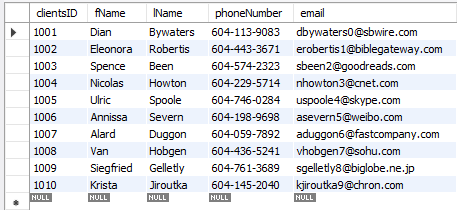 clientsID fName lName phoneNumber email
1001 Dian Bywaters 604-113-9083 dbywaters0@sbwire.com
1002 Eleonora Robertis 604-443-3671 erobertis1@biblegateway.com
1003 Spence Been 604-574-2323 sbeen2@goodreads.com
1004 Nicolas Howton 604-229-5714 nhowton3@cnet.com
1005 Ulric Spoole 604-746-0284 uspoole4@skype.com
1006 Annissa Severn 604-198-9698 asevern5@weibo.com
1007 Alard Duggon 604-059-7892 aduggon6@fastcompany.com
1008 Van Hobgen 604-436-5241 vhobgen7@sohu.com
1009 Siegfried Gelletly 604-761-3689 sgelletly8@biglobe.ne.jp
1010 Krista Jiroutka 604-145-2040 kjiroutka9@chron.com
NULL NULL NULL NULL NULL